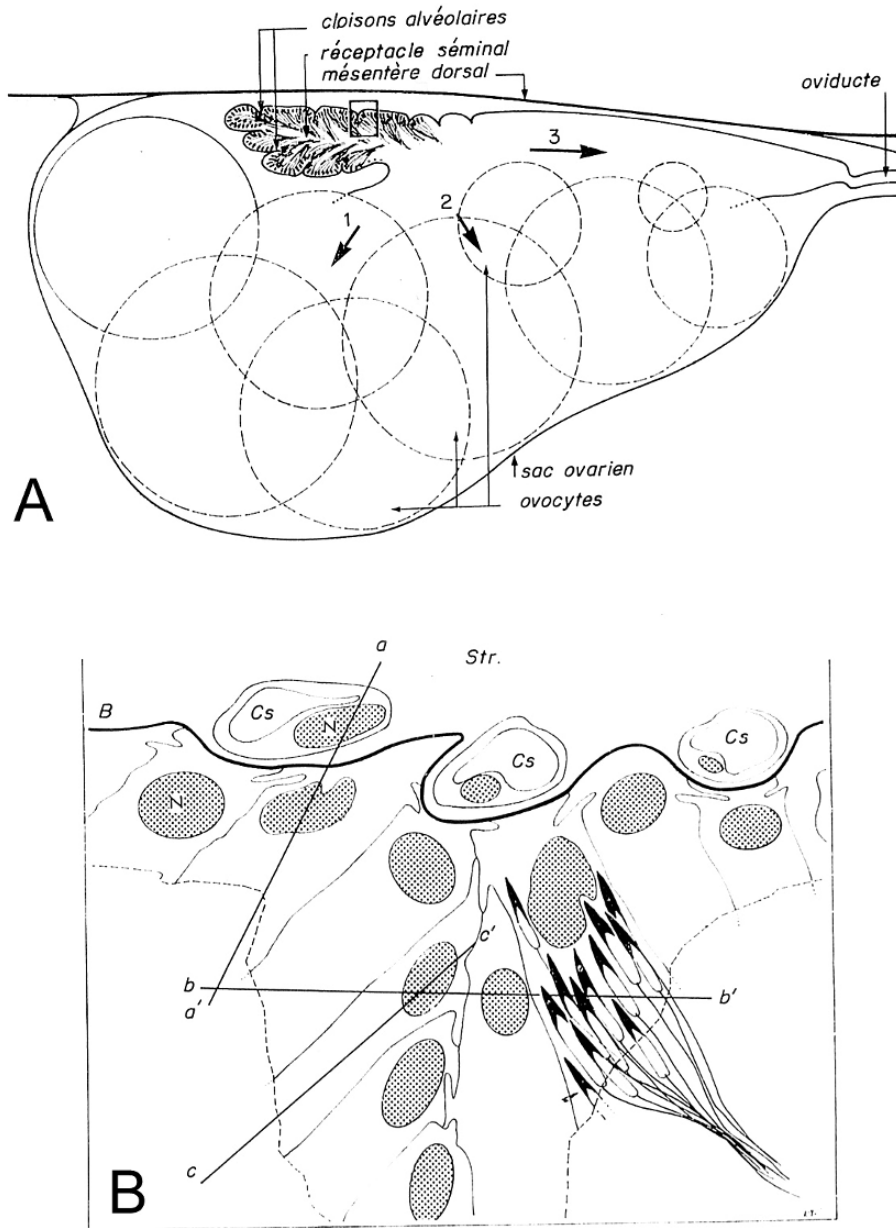 cloisons alvéolaires
réceptacle séminal
mésentère dorsal
oviducte
3
1
2
sac ovarien
ovocytes
A
a
Str.
B
Cs
N
Cs
Cs
N
c'
b
b'
a'
c
B